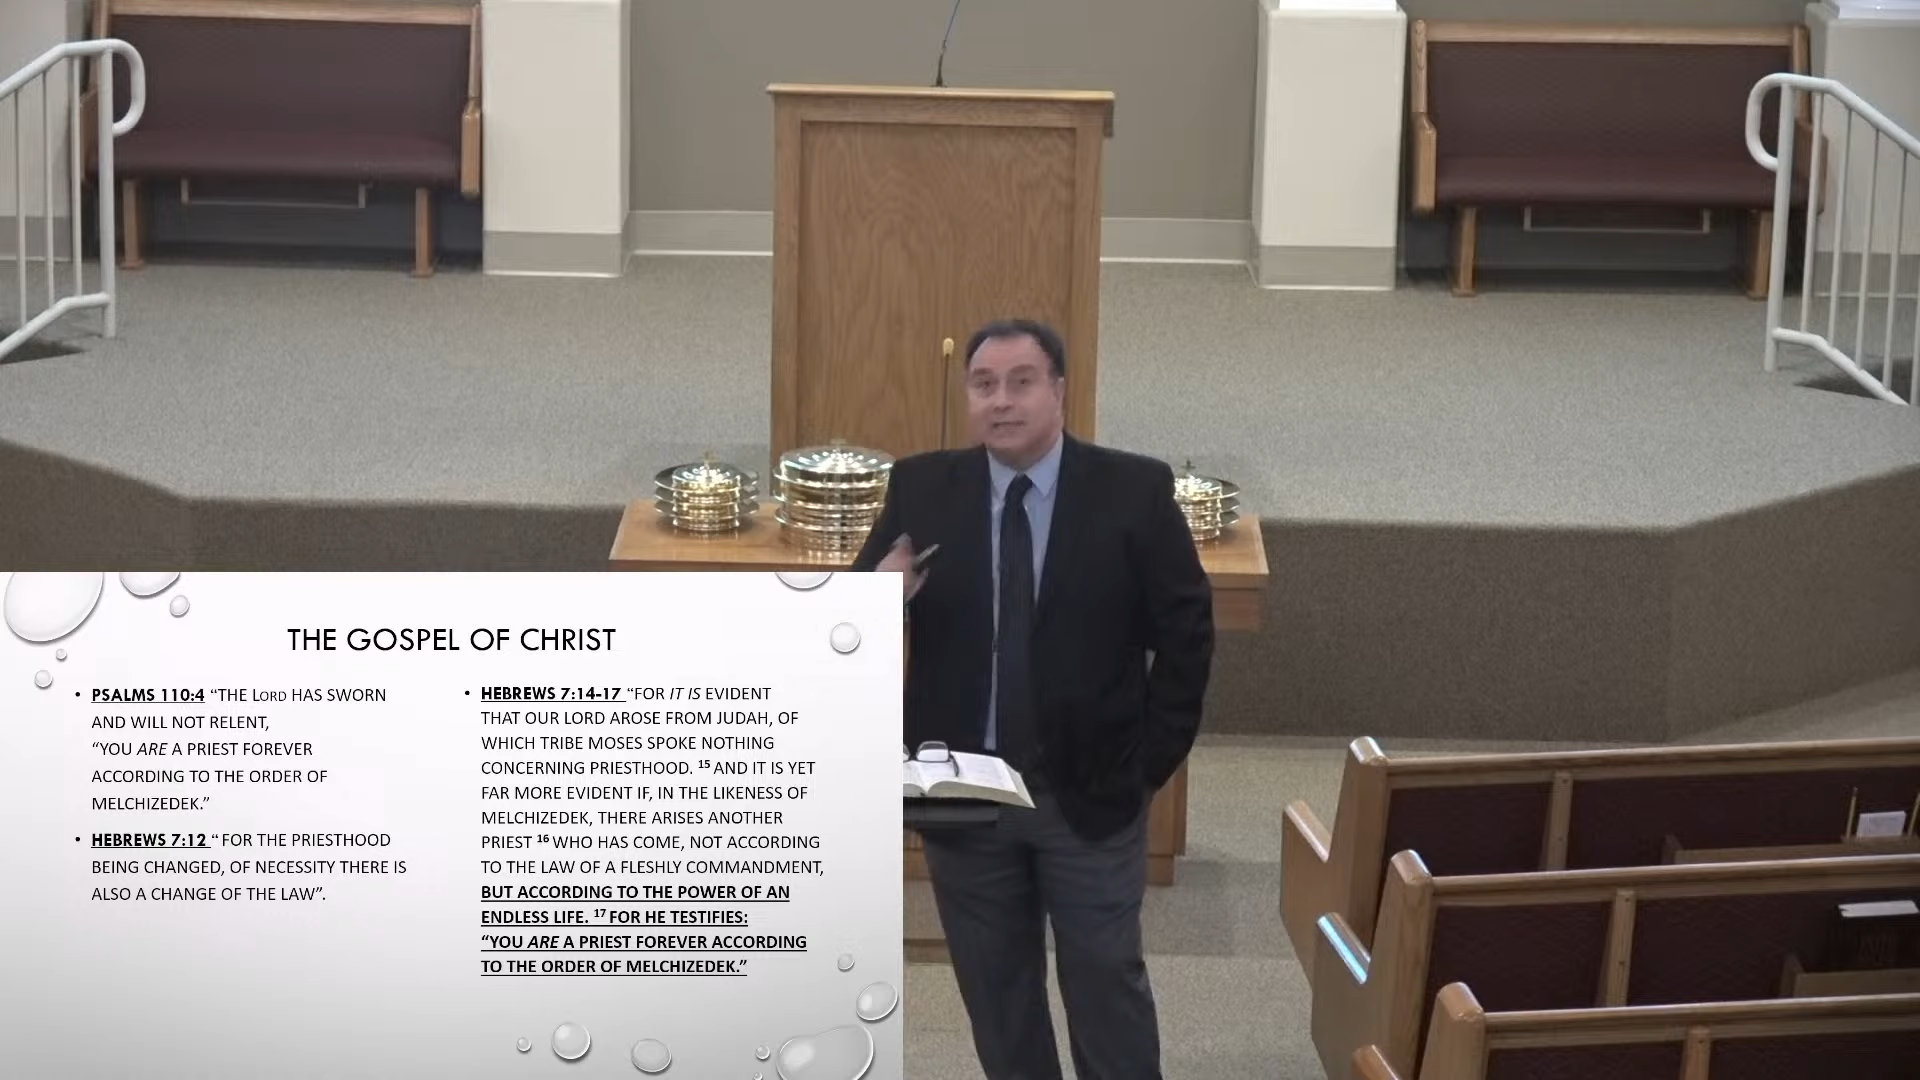 THE GOSPEL OF CHRIST
• PSALMS 110:4 “THE LORD HAS SWORN
AND WILL NOT RELENT,
“YOU ARE A PRIEST FOREVER
ACCORDING TO THE ORDER OF
MELCHIZEDEK.”
• HEBREWS 7:12 “ FOR THE PRIESTHOOD
BEING CHANGED, OF NECESSITY THERE IS
ALSO A CHANGE OF THE LAW”.
• HEBREWS 7:14-17 “FOR IT IS EVIDENT
THAT OUR LORD AROSE FROM JUDAH, OF
WHICH TRIBE MOSES SPOKE NOTHING
CONCERNING PRIESTHOOD. 15 AND IT IS YET
FAR MORE EVIDENT IF, IN THE LIKENESS OF
MELCHIZEDEK, THERE ARISES ANOTHER
PRIEST 16 WHO HAS COME, NOT ACCORDING
TO THE LAW OF A FLESHLY COMMANDMENT,
BUT ACCORDING TO THE POWER OF AN
ENDLESS LIFE. 17 FOR HE TESTIFIES:
“YOU ARE A PRIEST FOREVER ACCORDING
TO THE ORDER OF MELCHIZEDEK.”